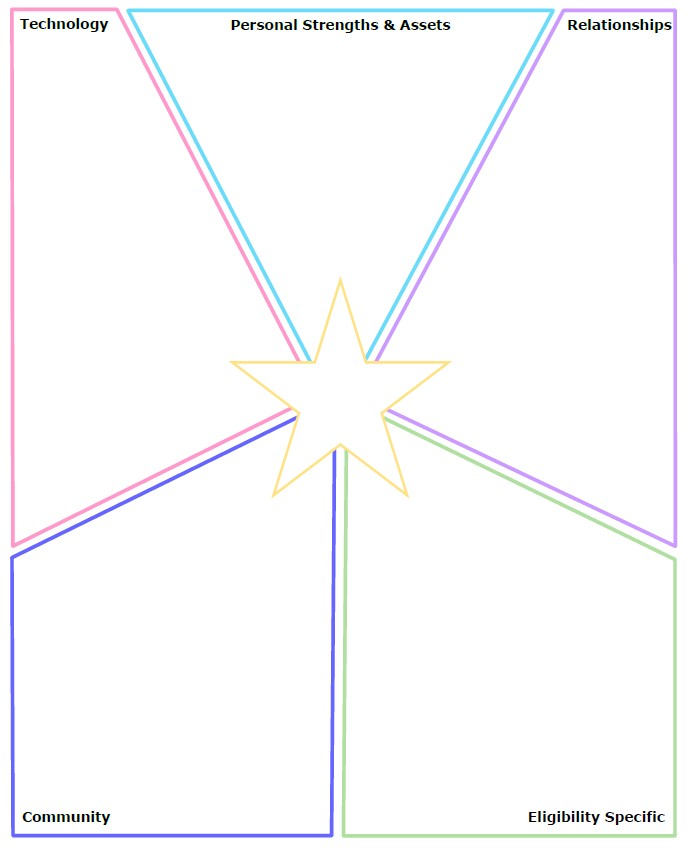 Technology
Personal Strengths & Assets
Relationships
Community
Eligibility Specific